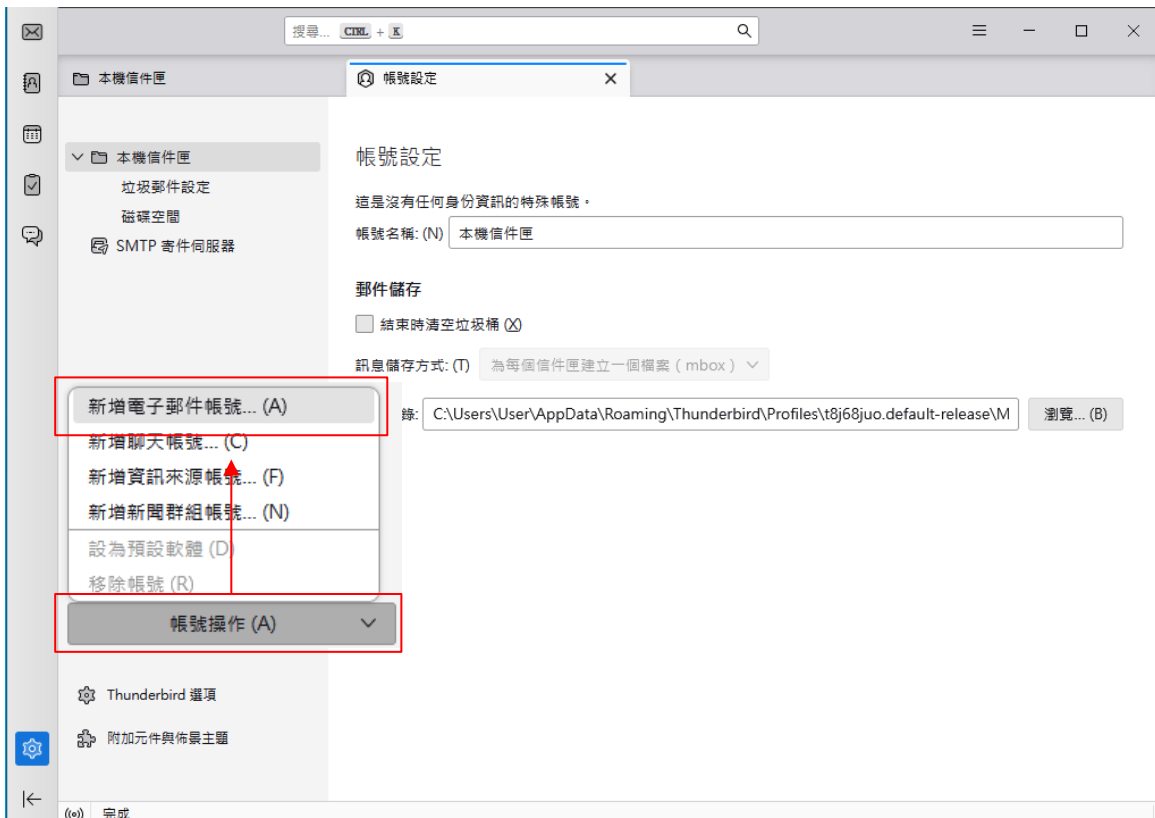 搜尋... CTRL + K
本機信件匣
帳號設定
本機信件匣
垃圾郵件設定
磁碟空間
SMTP 寄件伺服器
帳號設定
這是沒有任何身份資訊的特殊帳號。
帳號名稱: (N) 本機信件匣
郵件儲存
結束時清空垃圾桶 (X)
訊息儲存方式: (T) 為每個信件匣建立一個檔案 ( mbox )
錄: C:\Users\User\AppData\Roaming\Thunderbird\Profiles\t8j68juo.default-release\M 瀏覽... (B)
新增電子郵件帳號... (A)
新增聊天帳號... (C)
新增資訊來源帳號... (F)
新增新聞群組帳號... (N)
設為預設軟體 (D)
移除帳號 (R)
帳號操作 (A)
Thunderbird 選項
附加元件與佈景主題
完成